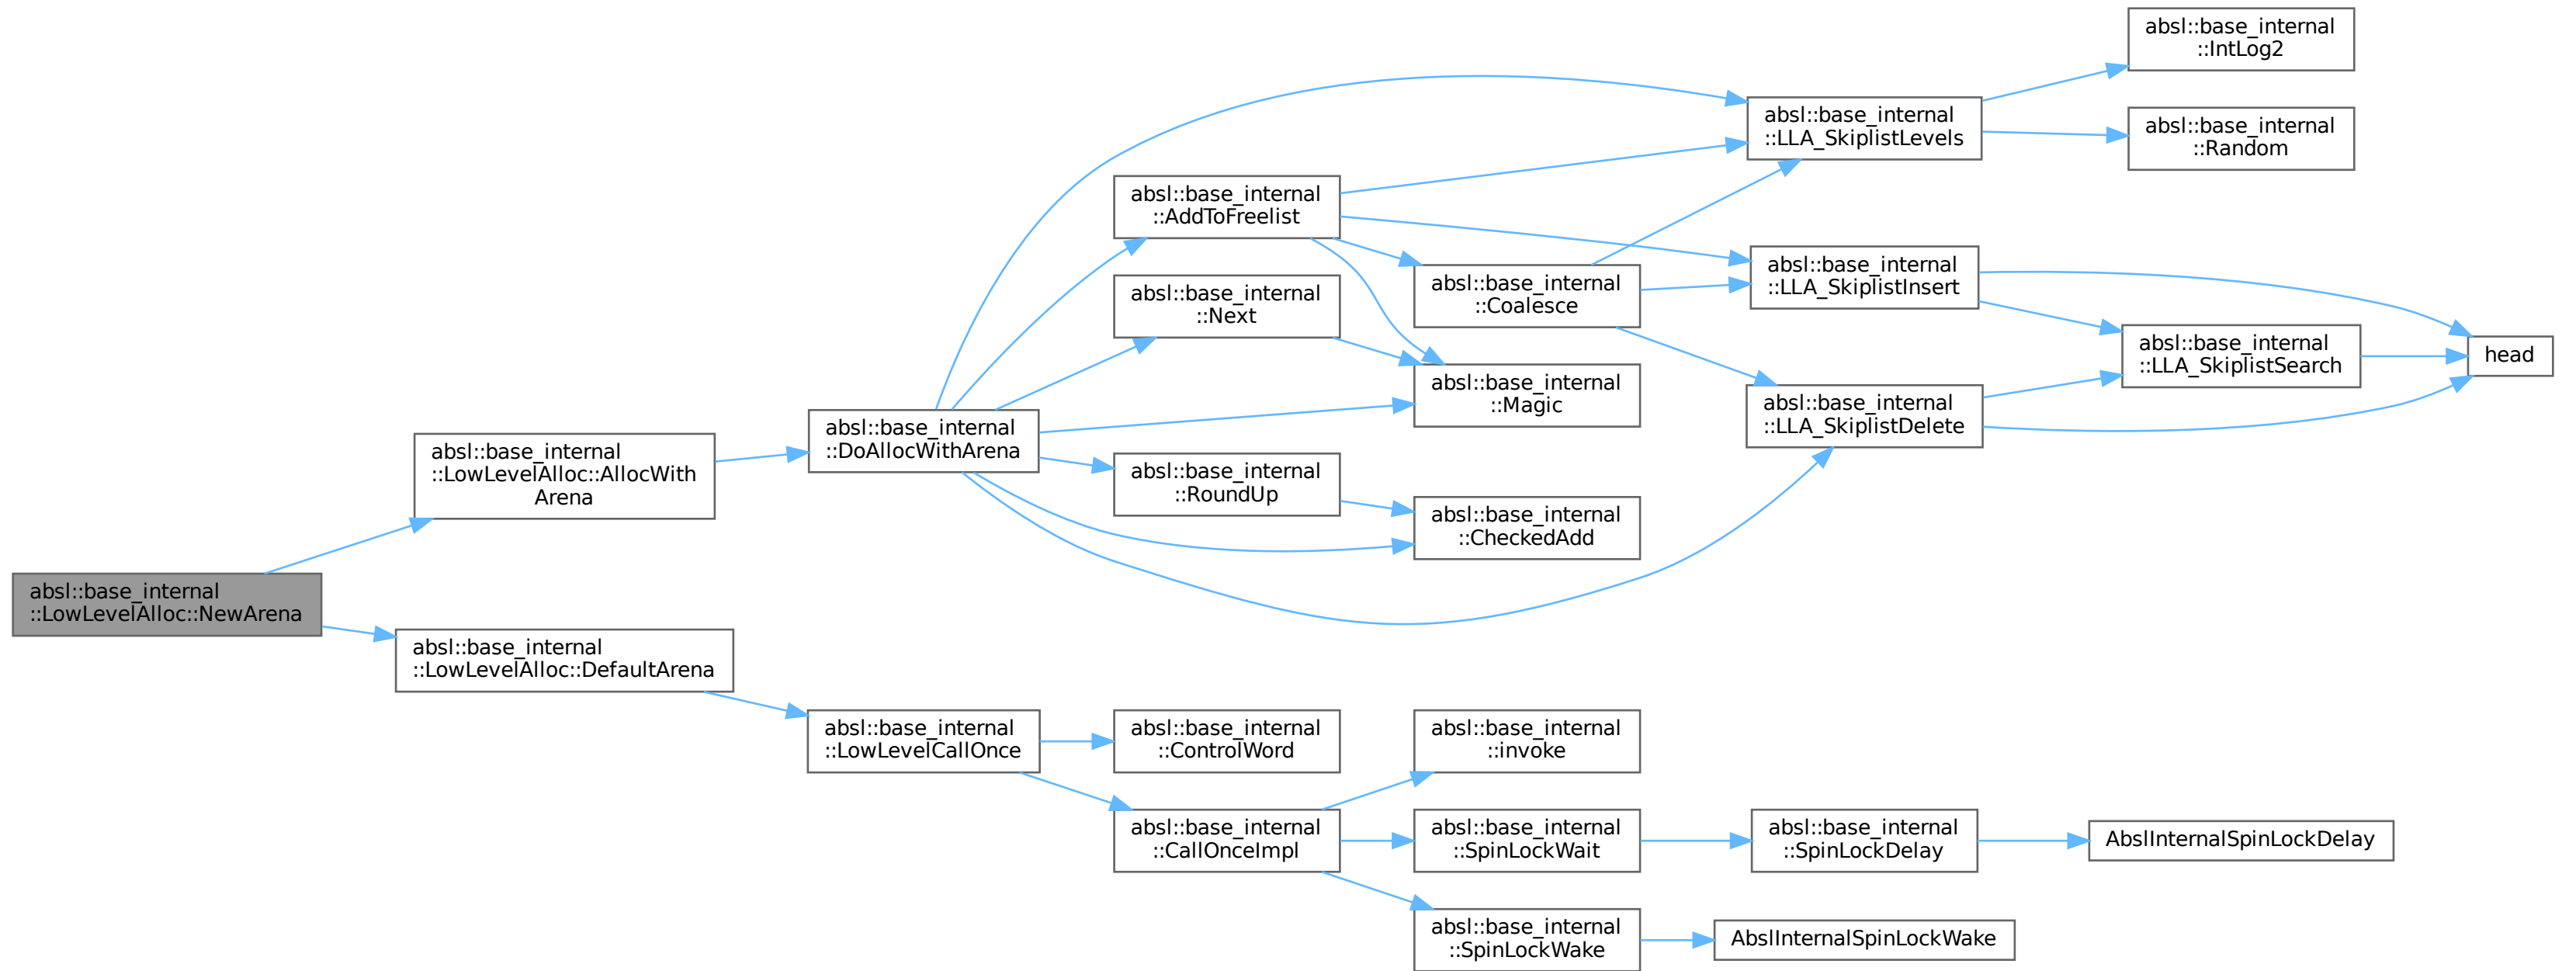 absl::base_internal
::LowLevelAlloc::NewArena
absl::base_internal
::LowLevelAlloc::AllocWith
Arena
absl::base_internal
::LowLevelAlloc::DefaultArena
absl::base_internal
::DoAllocWithArena
absl::base_internal
::LowLevelCallOnce
absl::base_internal
::AddToFreelist
absl::base_internal
::Next
absl::base_internal
::RoundUp
absl::base_internal
::ControlWord
absl::base_internal
::CallOnceImpl
absl::base_internal
::Coalesce
absl::base_internal
::Magic
absl::base_internal
::CheckedAdd
absl::base_internal
::invoke
absl::base_internal
::SpinLockWait
absl::base_internal
::SpinLockWake
absl::base_internal
::LLA_SkiplistLevels
absl::base_internal
::LLA_SkiplistInsert
absl::base_internal
::LLA_SkiplistDelete
absl::base_internal
::SpinLockDelay
AbslInternalSpinLockWake
absl::base_internal
::IntLog2
absl::base_internal
::Random
absl::base_internal
::LLA_SkiplistSearch
AbslInternalSpinLockDelay
head